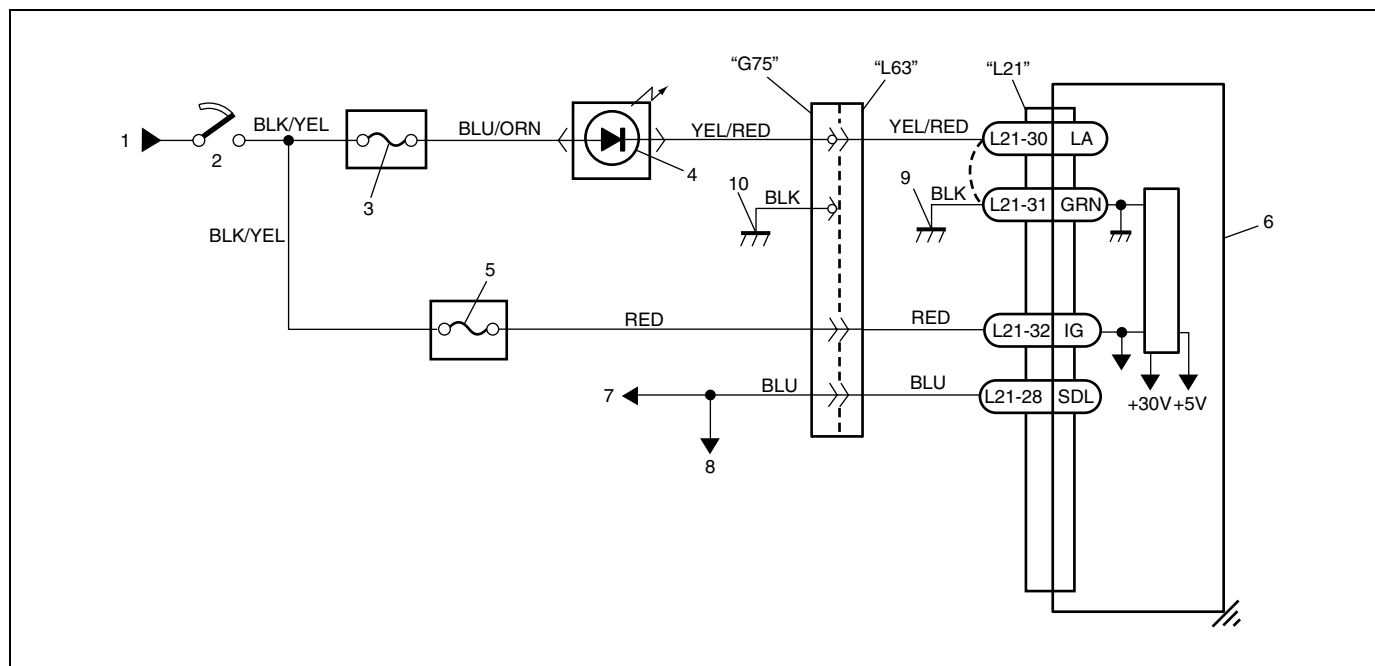 "G75" "L63" "L21"
1 2 BLK/YEL BLU/ORN YEL/RED YEL/RED L21-30 LA
3 4
10 BLK 9 BLK L21-31 GRN 6
BLK/YEL
5
RED RED L21-32 IG
7 BLU BLU L21-28 SDL +30V +5V
8